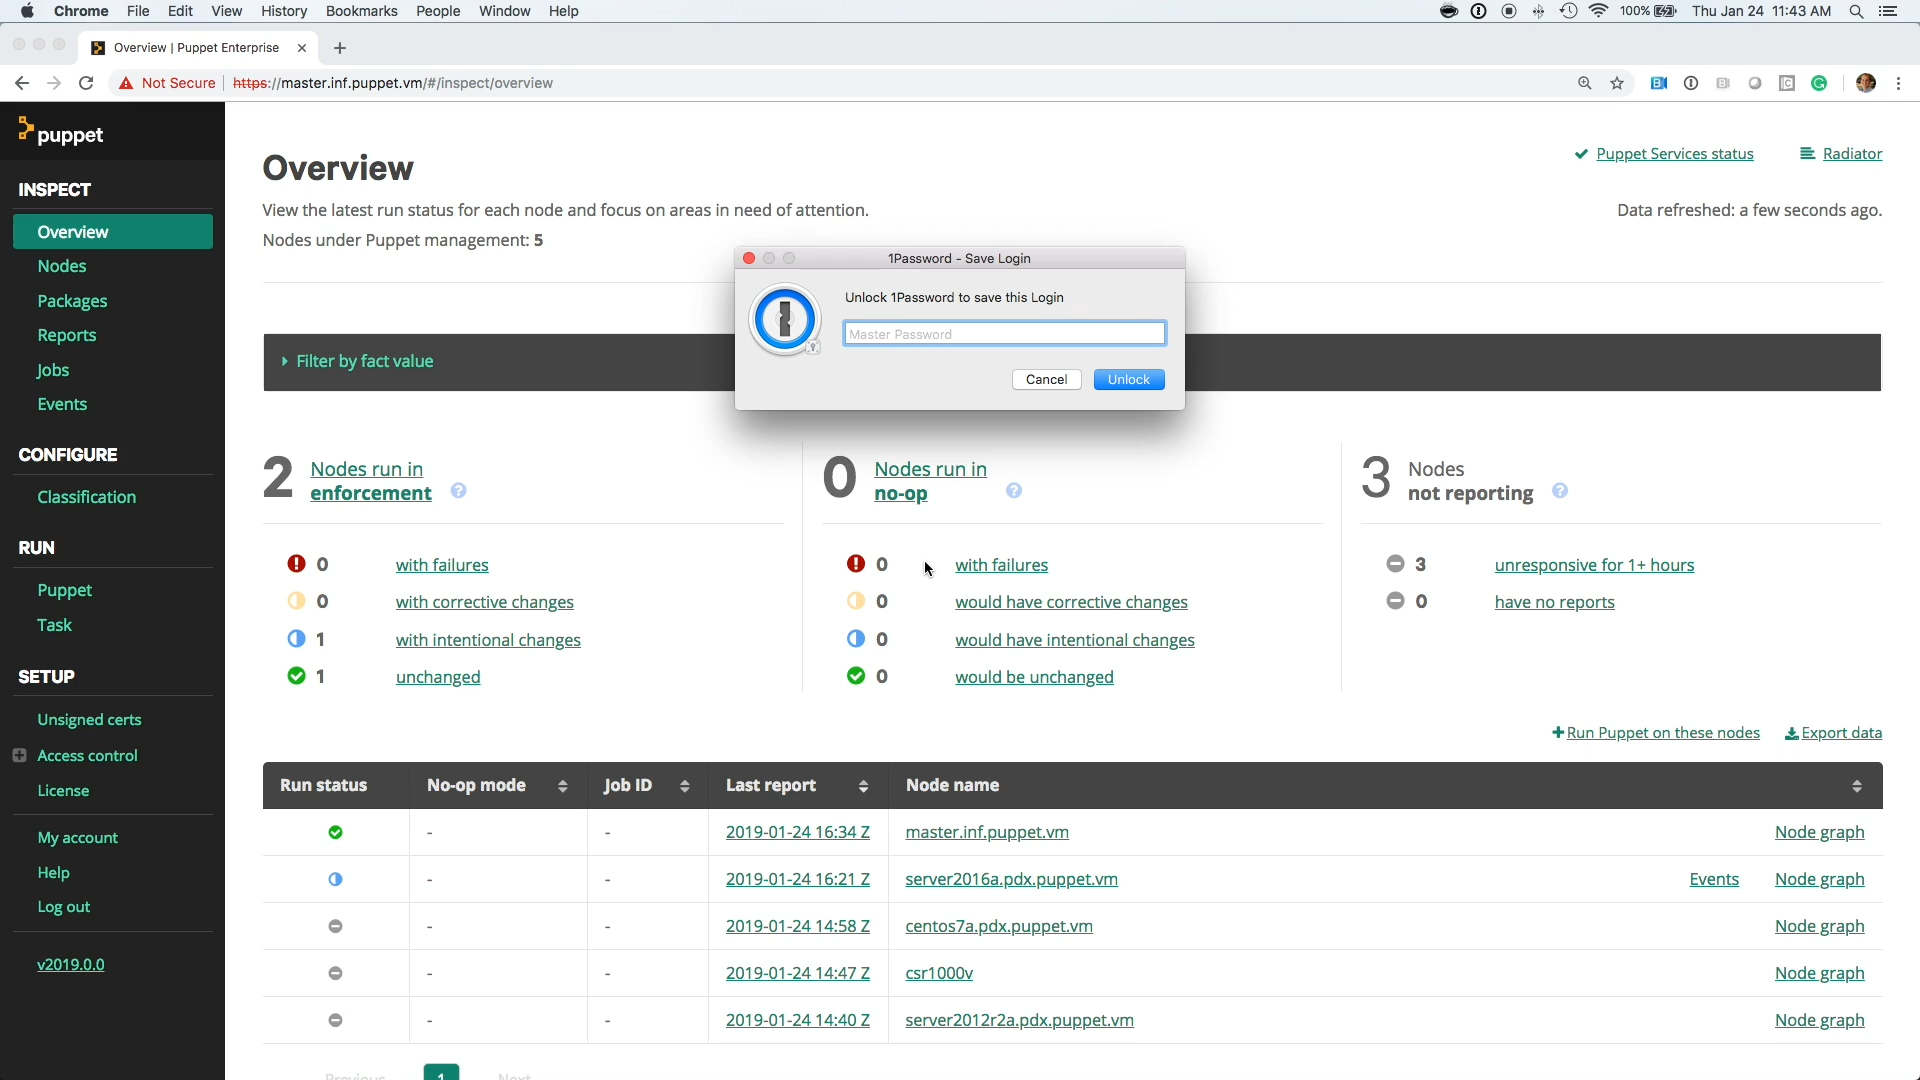 Chrome File Edit View History Bookmarks People Window Help 100% Thu Jan 24 11:43 AM
Overview | Puppet Enterprise
Not Secure https://master.inf.puppet.vm/#/inspect/overview
puppet
INSPECT
Overview
Nodes
Packages
Reports
Jobs
Events
CONFIGURE
Classification
RUN
Puppet
Task
SETUP
Unsigned certs
Access control
License
My account
Help
Log out
v2019.0.0
Overview
Puppet Services status Radiator
View the latest run status for each node and focus on areas in need of attention.
Data refreshed: a few seconds ago.
Nodes under Puppet management: 5
1Password - Save Login
Unlock 1Password to save this Login
Master Password
Cancel Unlock
Filter by fact value
2 Nodes run in
enforcement ?
0 with failures
0 with corrective changes
1 with intentional changes
1 unchanged
0 Nodes run in
no-op ?
0 with failures
0 would have corrective changes
0 would have intentional changes
0 would be unchanged
3 Nodes
not reporting ?
3 unresponsive for 1+ hours
0 have no reports
Run Puppet on these nodes Export data
Run status No-op mode Job ID Last report Node name
- - 2019-01-24 16:34 Z master.inf.puppet.vm Node graph
- - 2019-01-24 16:21 Z server2016a.pdx.puppet.vm Events Node graph
- - 2019-01-24 14:58 Z centos7a.pdx.puppet.vm Node graph
- - 2019-01-24 14:47 Z csr1000v Node graph
- - 2019-01-24 14:40 Z server2012r2a.pdx.puppet.vm Node graph
Previous 1 Next